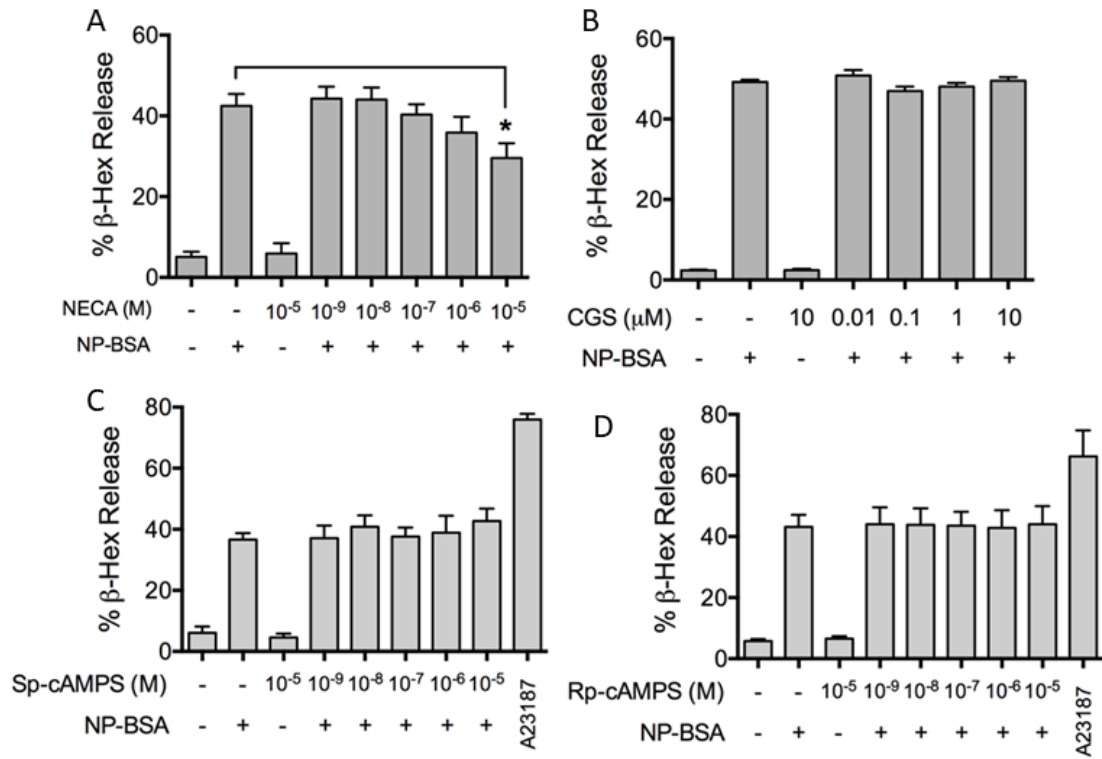 A
60
40
20
0
% β-Hex Release
*
NECA (M) - - 10⁻⁵ 10⁻⁹ 10⁻⁸ 10⁻⁷ 10⁻⁶ 10⁻⁵
NP-BSA - + - + + + + +
B
60
40
20
0
% β-Hex Release
CGS (μM) - - 10 0.01 0.1 1 10
NP-BSA - + - + + + +
C
80
60
40
20
0
% β-Hex Release
Sp-cAMPS (M) - - 10⁻⁵ 10⁻⁹ 10⁻⁸ 10⁻⁷ 10⁻⁶ 10⁻⁵
NP-BSA - + - + + + + +
A23187
D
80
60
40
20
0
% β-Hex Release
Rp-cAMPS (M) - - 10⁻⁵ 10⁻⁹ 10⁻⁸ 10⁻⁷ 10⁻⁶ 10⁻⁵
NP-BSA - + - + + + + +
A23187